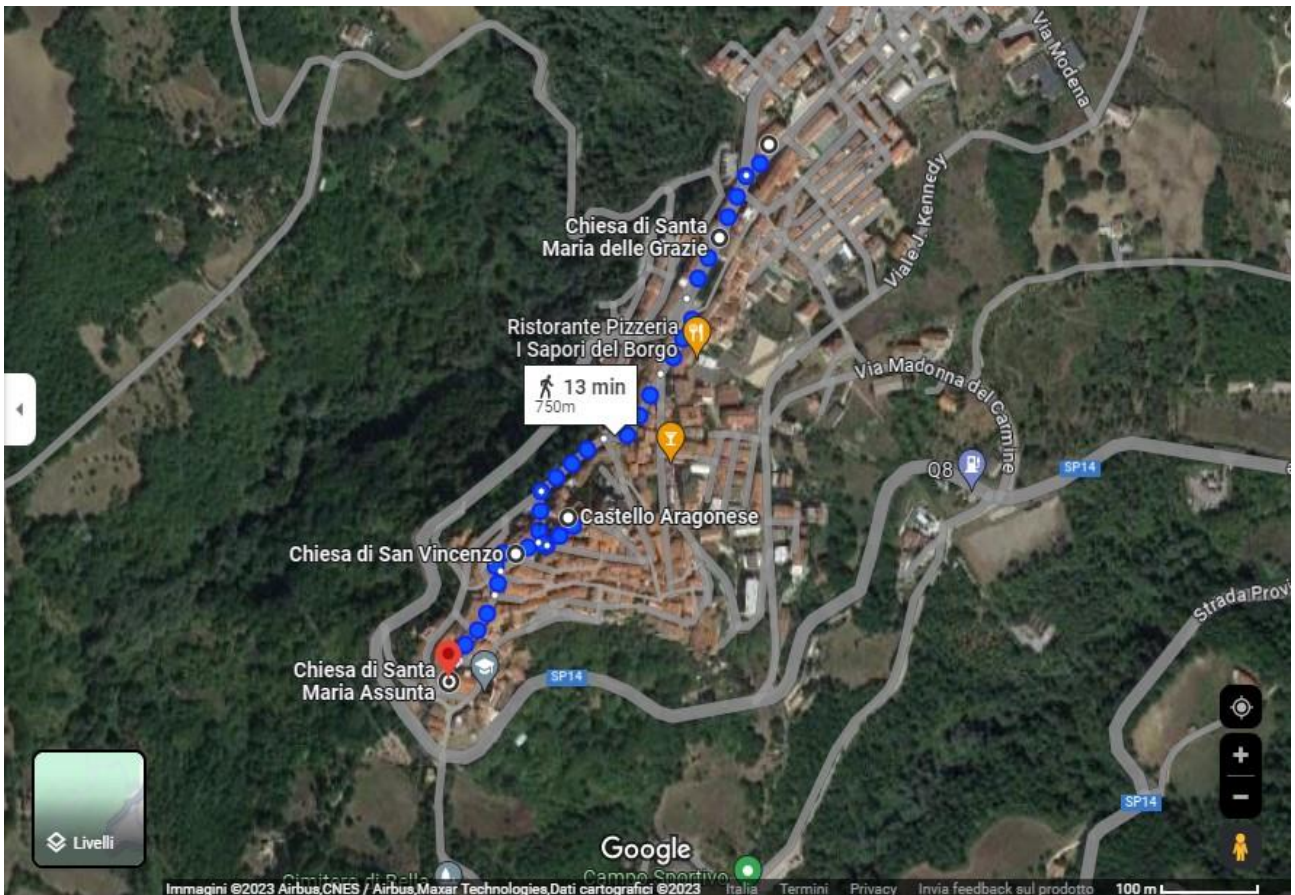 Via Modena
Chiesa di Santa
Maria delle Grazie
Viale J. Kennedy
Ristorante Pizzeria
I Sapori del Borgo
13 min
750m
Via Madonna del Carmine
Q8
SP14
Castello Aragonese
Chiesa di San Vincenzo
Strada Provi
Chiesa di Santa
Maria Assunta
SP14
SP14
Livelli
Google
Cimitero di Bella
Campo Sportivo
Immagini ©2023 Airbus,CNES / Airbus,Maxar Technologies,Dati cartografici ©2023 Italia Termini Privacy Invia feedback sul prodotto 100 m